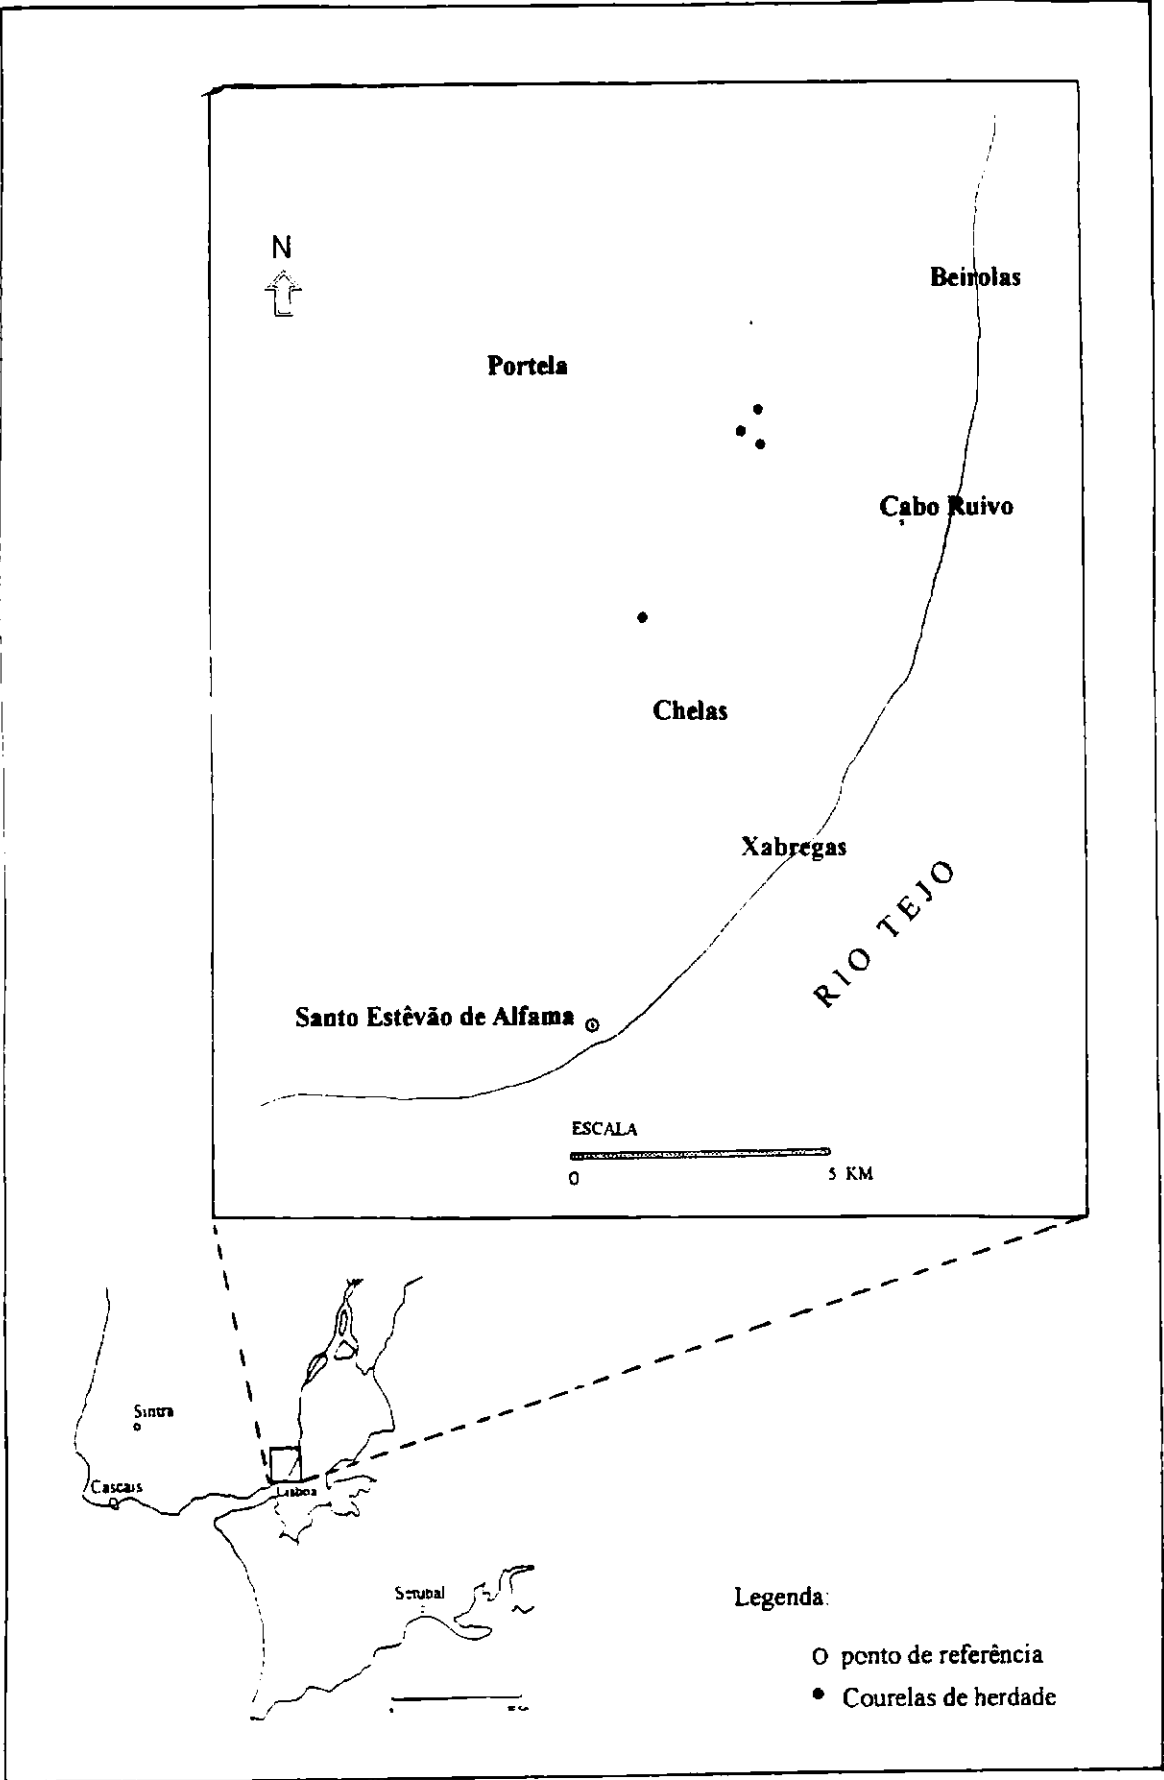 N
Beirolas
Portela
Cabo Ruivo
Chelas
Xabregas
RIO TEJO
Santo Estêvão de Alfama
ESCALA
0 5 KM
Sintra
Cascais
Lisboa
Setubal
Legenda:
ponto de referência
Courelas de herdade